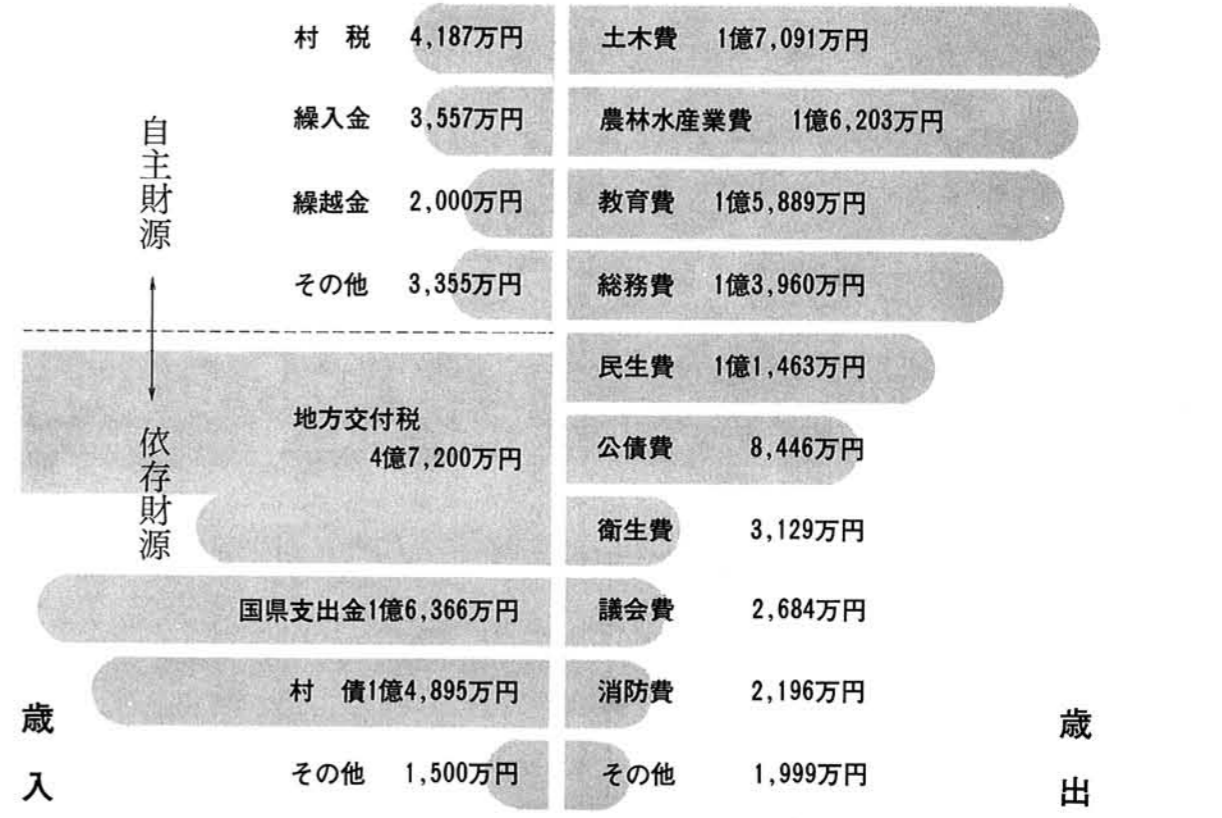 村　税　4,187万円
繰入金　3,557万円
繰越金　2,000万円
その他　3,355万円
自主財源
依存財源
地方交付税
4億7,200万円
国県支出金1億6,366万円
村　債1億4,895万円
その他　1,500万円
歳入
土木費　1億7,091万円
農林水産業費　1億6,203万円
教育費　1億5,889万円
総務費　1億3,960万円
民生費　1億1,463万円
公債費　8,446万円
衛生費　3,129万円
議会費　2,684万円
消防費　2,196万円
その他　1,999万円
歳出